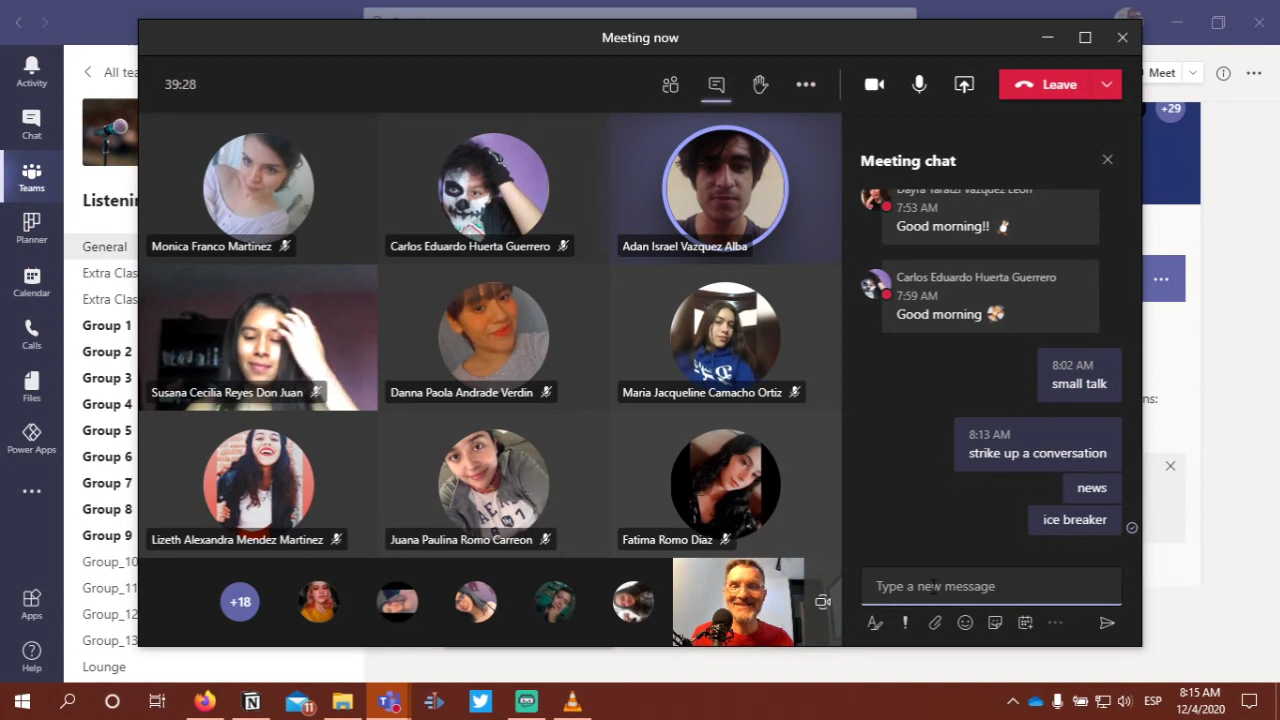 Meeting now
Activity
Chat
Teams
Planner
Calendar
Calls
Files
Power Apps
Apps
Help
All tea
Listenin
General
Extra Clas
Extra Clas
Group 1
Group 2
Group 3
Group 4
Group 5
Group 6
Group 7
Group 8
Group 9
Group_10
Group_11
Group_12
Group_13
Lounge
39:28
Leave
Monica Franco Martinez
Carlos Eduardo Huerta Guerrero
Adan Israel Vazquez Alba
Susana Cecilia Reyes Don Juan
Danna Paola Andrade Verdin
Maria Jacqueline Camacho Ortiz
Lizeth Alexandra Mendez Martinez
Juana Paulina Romo Carreon
Fatima Romo Diaz
+18
Meeting chat
Dayra Taratzi Vazquez Leon
7:53 AM
Good morning!!
Carlos Eduardo Huerta Guerrero
7:59 AM
Good morning
8:02 AM
small talk
8:13 AM
strike up a conversation
news
ice breaker
Type a new message
Meet
+29
ns:
11
ESP
8:15 AM
12/4/2020